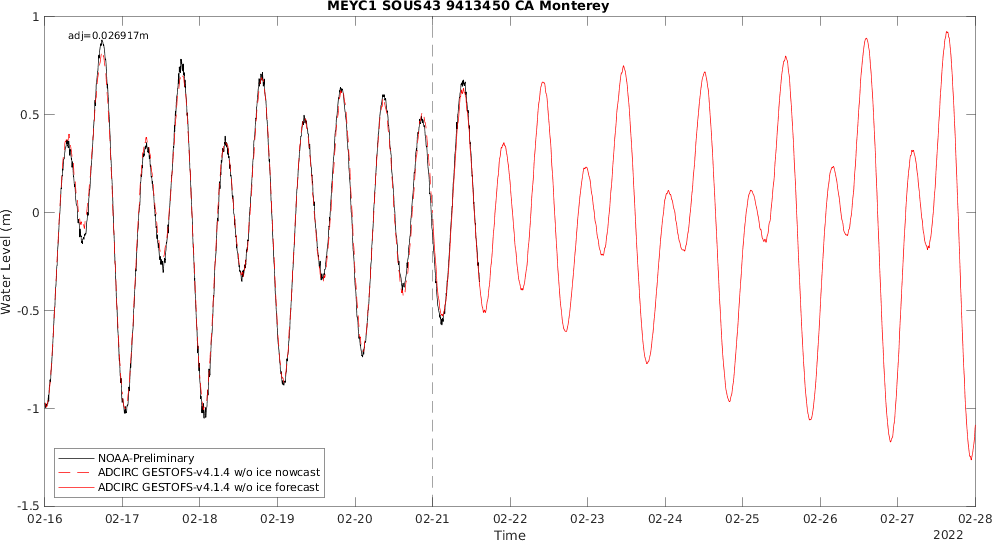 MEYC1 SOUS43 9413450 CA Monterey
adj=0.026917m
1
0.5
0
-0.5
-1
-1.5
Water Level (m)
NOAA-Preliminary
ADCIRC GESTOFS-v4.1.4 w/o ice nowcast
ADCIRC GESTOFS-v4.1.4 w/o ice forecast
02-16 02-17 02-18 02-19 02-20 02-21 02-22 02-23 02-24 02-25 02-26 02-27 02-28
Time
2022